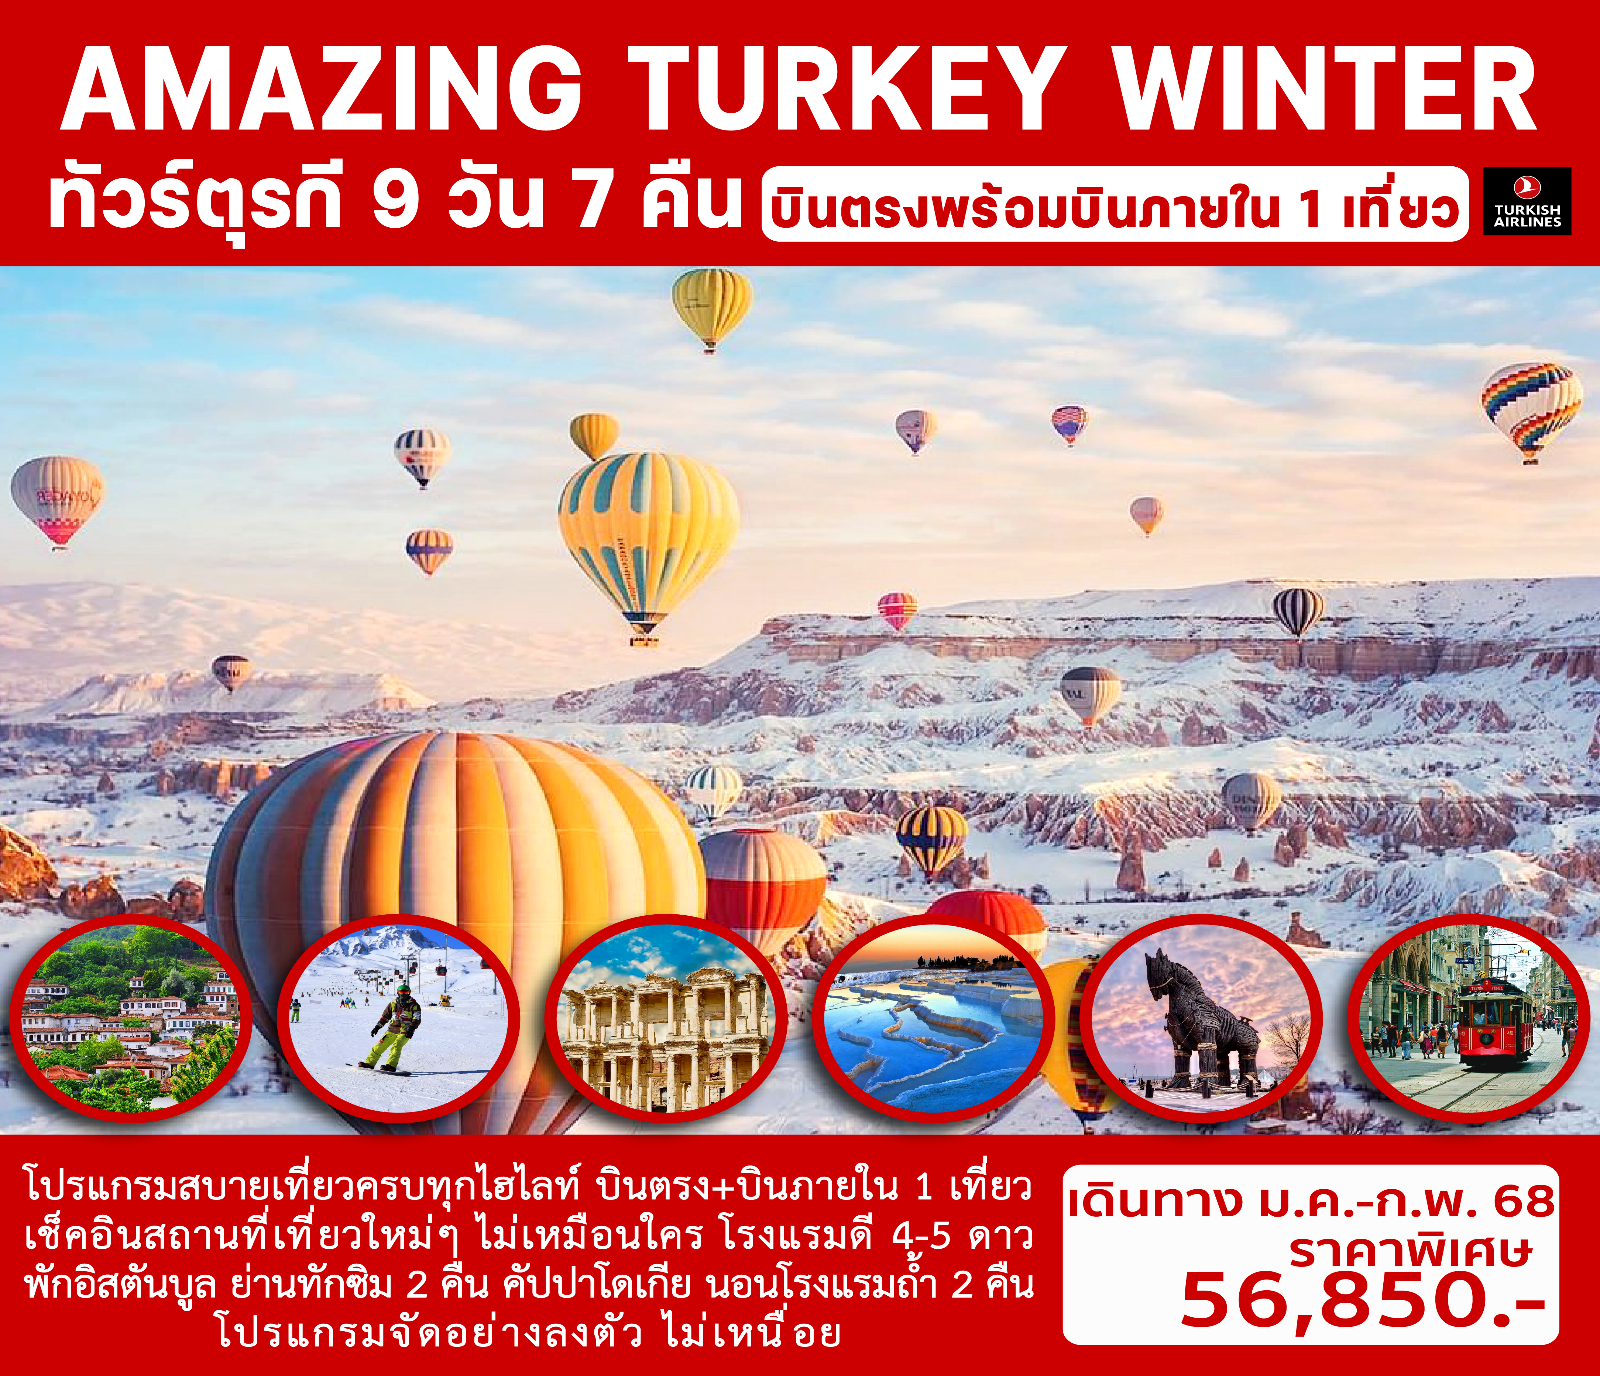 AMAZING TURKEY WINTER
ทัวร์ตุรกี 9 วัน 7 คืน บินตรงพร้อมบินภายใน 1 เที่ยว
TURKISH
AIRLINES
โปรแกรมสบายเที่ยวครบทุกไฮไลท์ บินตรง+บินภายใน 1 เที่ยว
เช็คอินสถานที่เที่ยวใหม่ๆ ไม่เหมือนใคร โรงแรมดี 4-5 ดาว
พักอิสตันบูล ย่านทักซิม 2 คืน คัปปาโดเกีย นอนโรงแรมถ้ำ 2 คืน
โปรแกรมจัดอย่างลงตัว ไม่เหนื่อย
เดินทาง ม.ค.-ก.พ. 68
ราคาพิเศษ
56,850.-